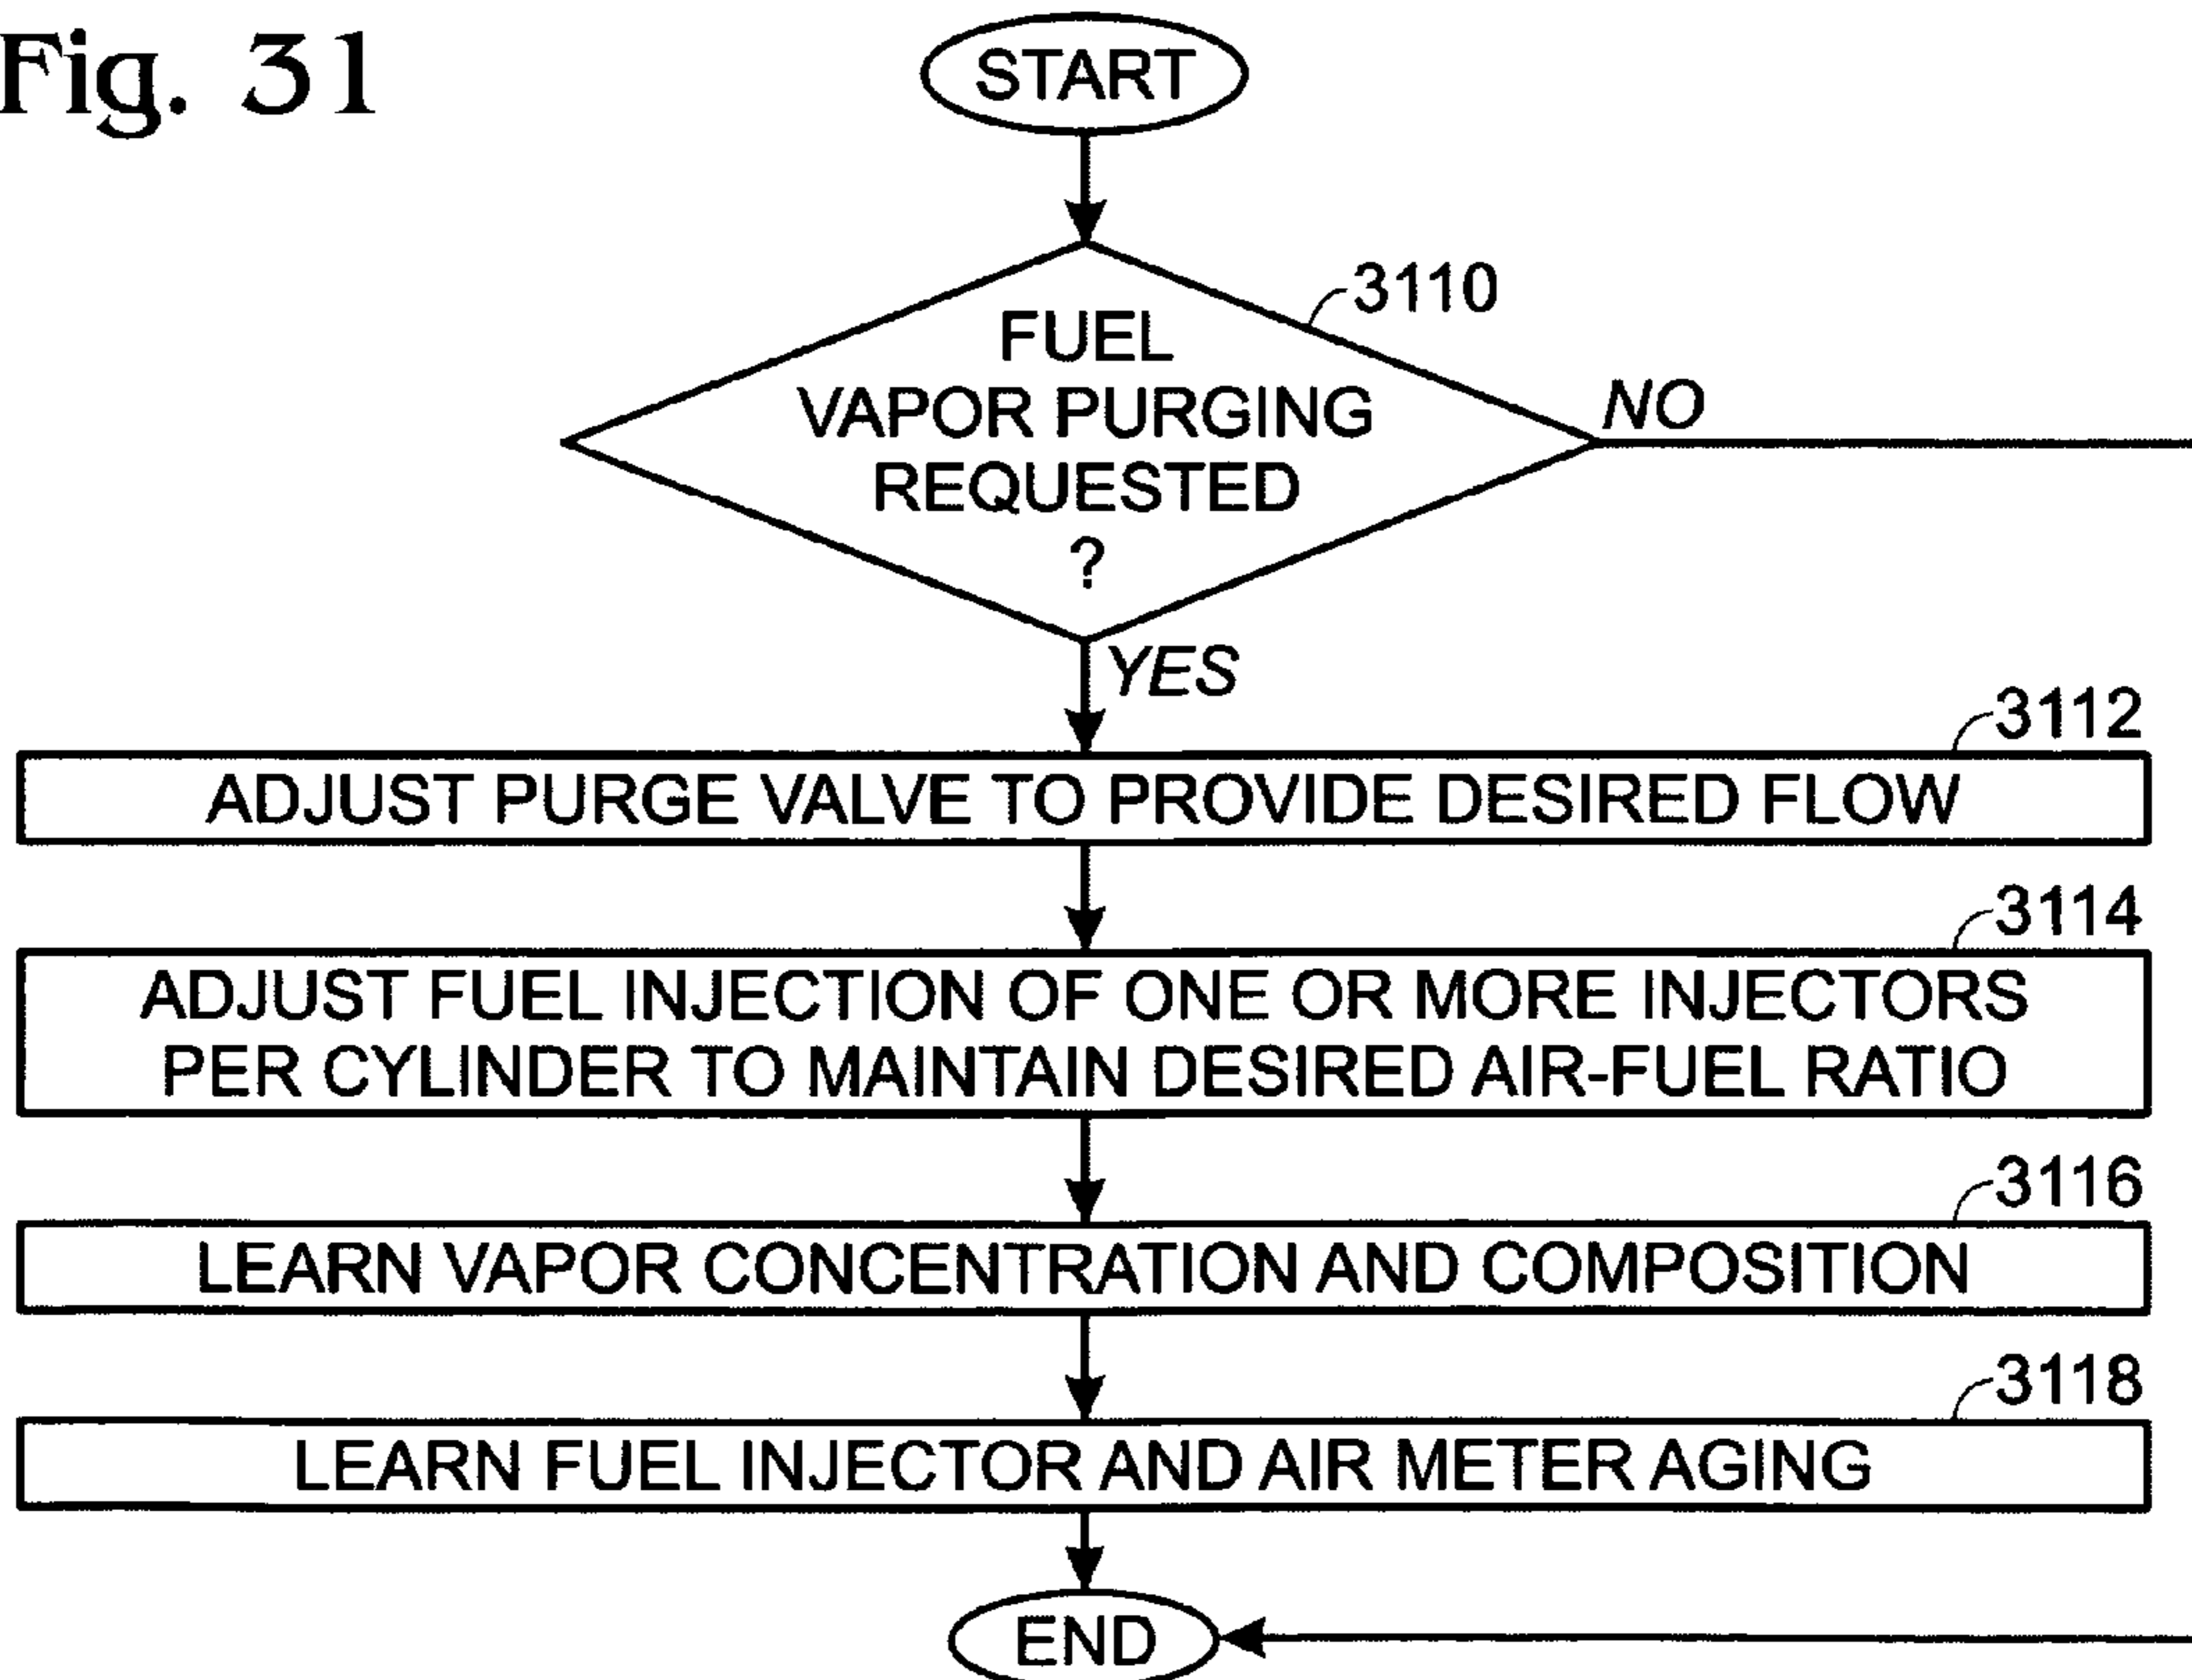 Fig. 31
START
3110
FUEL
VAPOR PURGING
REQUESTED
?
NO
YES
3112
ADJUST PURGE VALVE TO PROVIDE DESIRED FLOW
3114
ADJUST FUEL INJECTION OF ONE OR MORE INJECTORS
PER CYLINDER TO MAINTAIN DESIRED AIR-FUEL RATIO
3116
LEARN VAPOR CONCENTRATION AND COMPOSITION
3118
LEARN FUEL INJECTOR AND AIR METER AGING
END